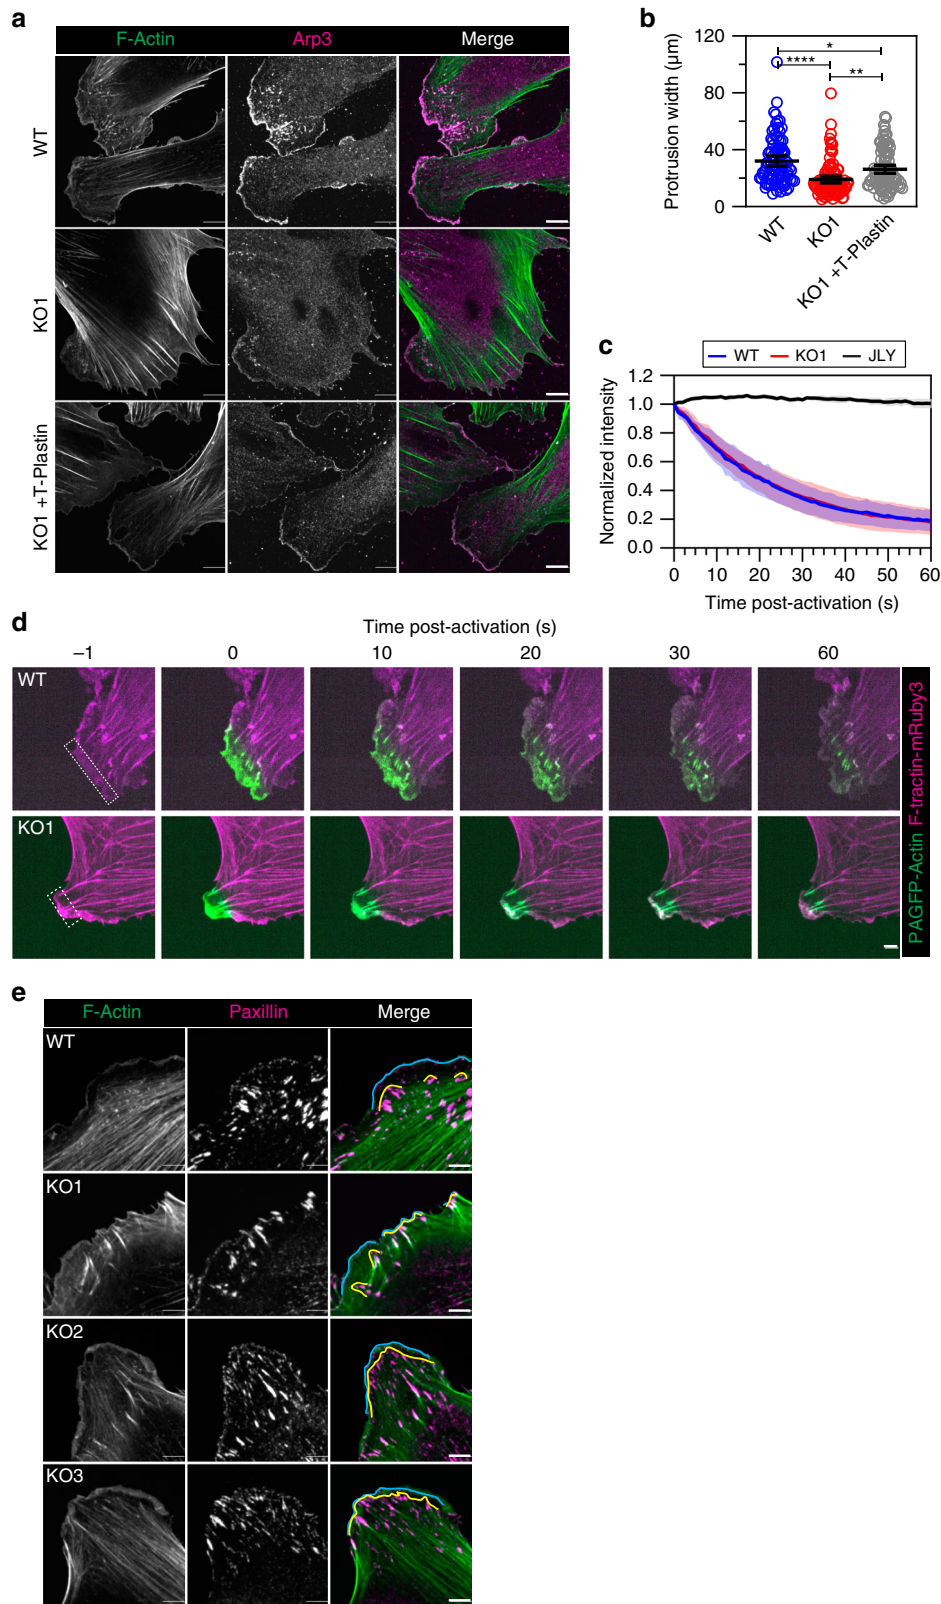 a
F-Actin Arp3 Merge
WT
KO1
KO1 +T-Plastin
b
Protrusion width (µm)
120
80
40
0
*
****
**
WT KO1 KO1 +T-Plastin
c
WT KO1 JLY
Normalized intensity
1.2
1.0
0.8
0.6
0.4
0.2
0.0
0 10 20 30 40 50 60
Time post-activation (s)
d
Time post-activation (s)
–1 0 10 20 30 60
WT
KO1
PAGFP-Actin F-tractin-mRuby3
e
F-Actin Paxillin Merge
WT
KO1
KO2
KO3